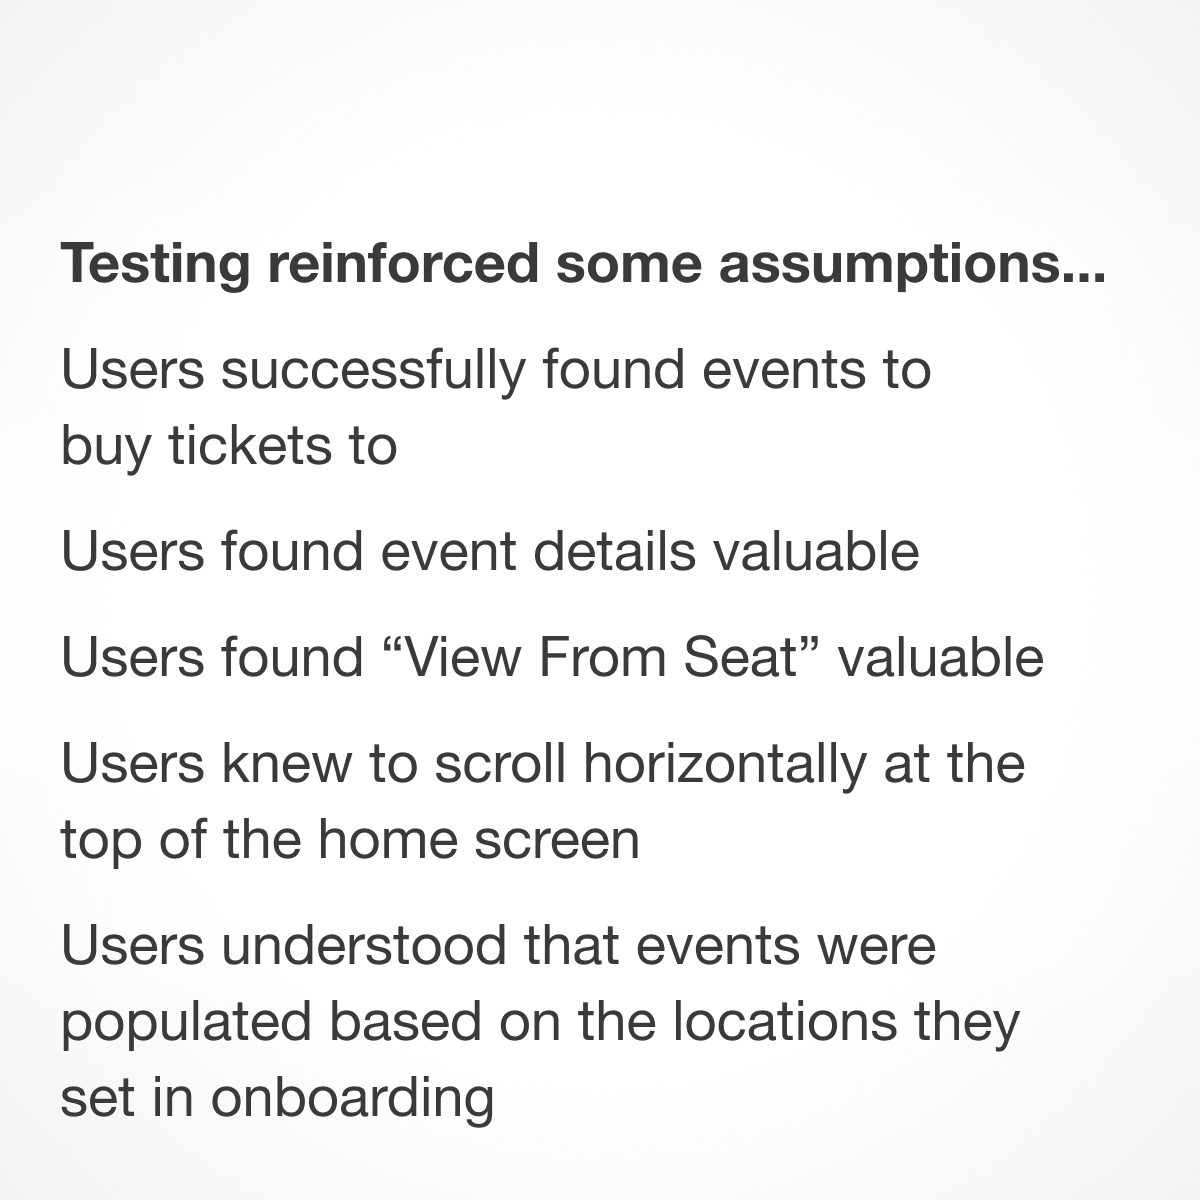 Testing reinforced some assumptions...
Users successfully found events to
buy tickets to
Users found event details valuable
Users found “View From Seat” valuable
Users knew to scroll horizontally at the
top of the home screen
Users understood that events were
populated based on the locations they
set in onboarding